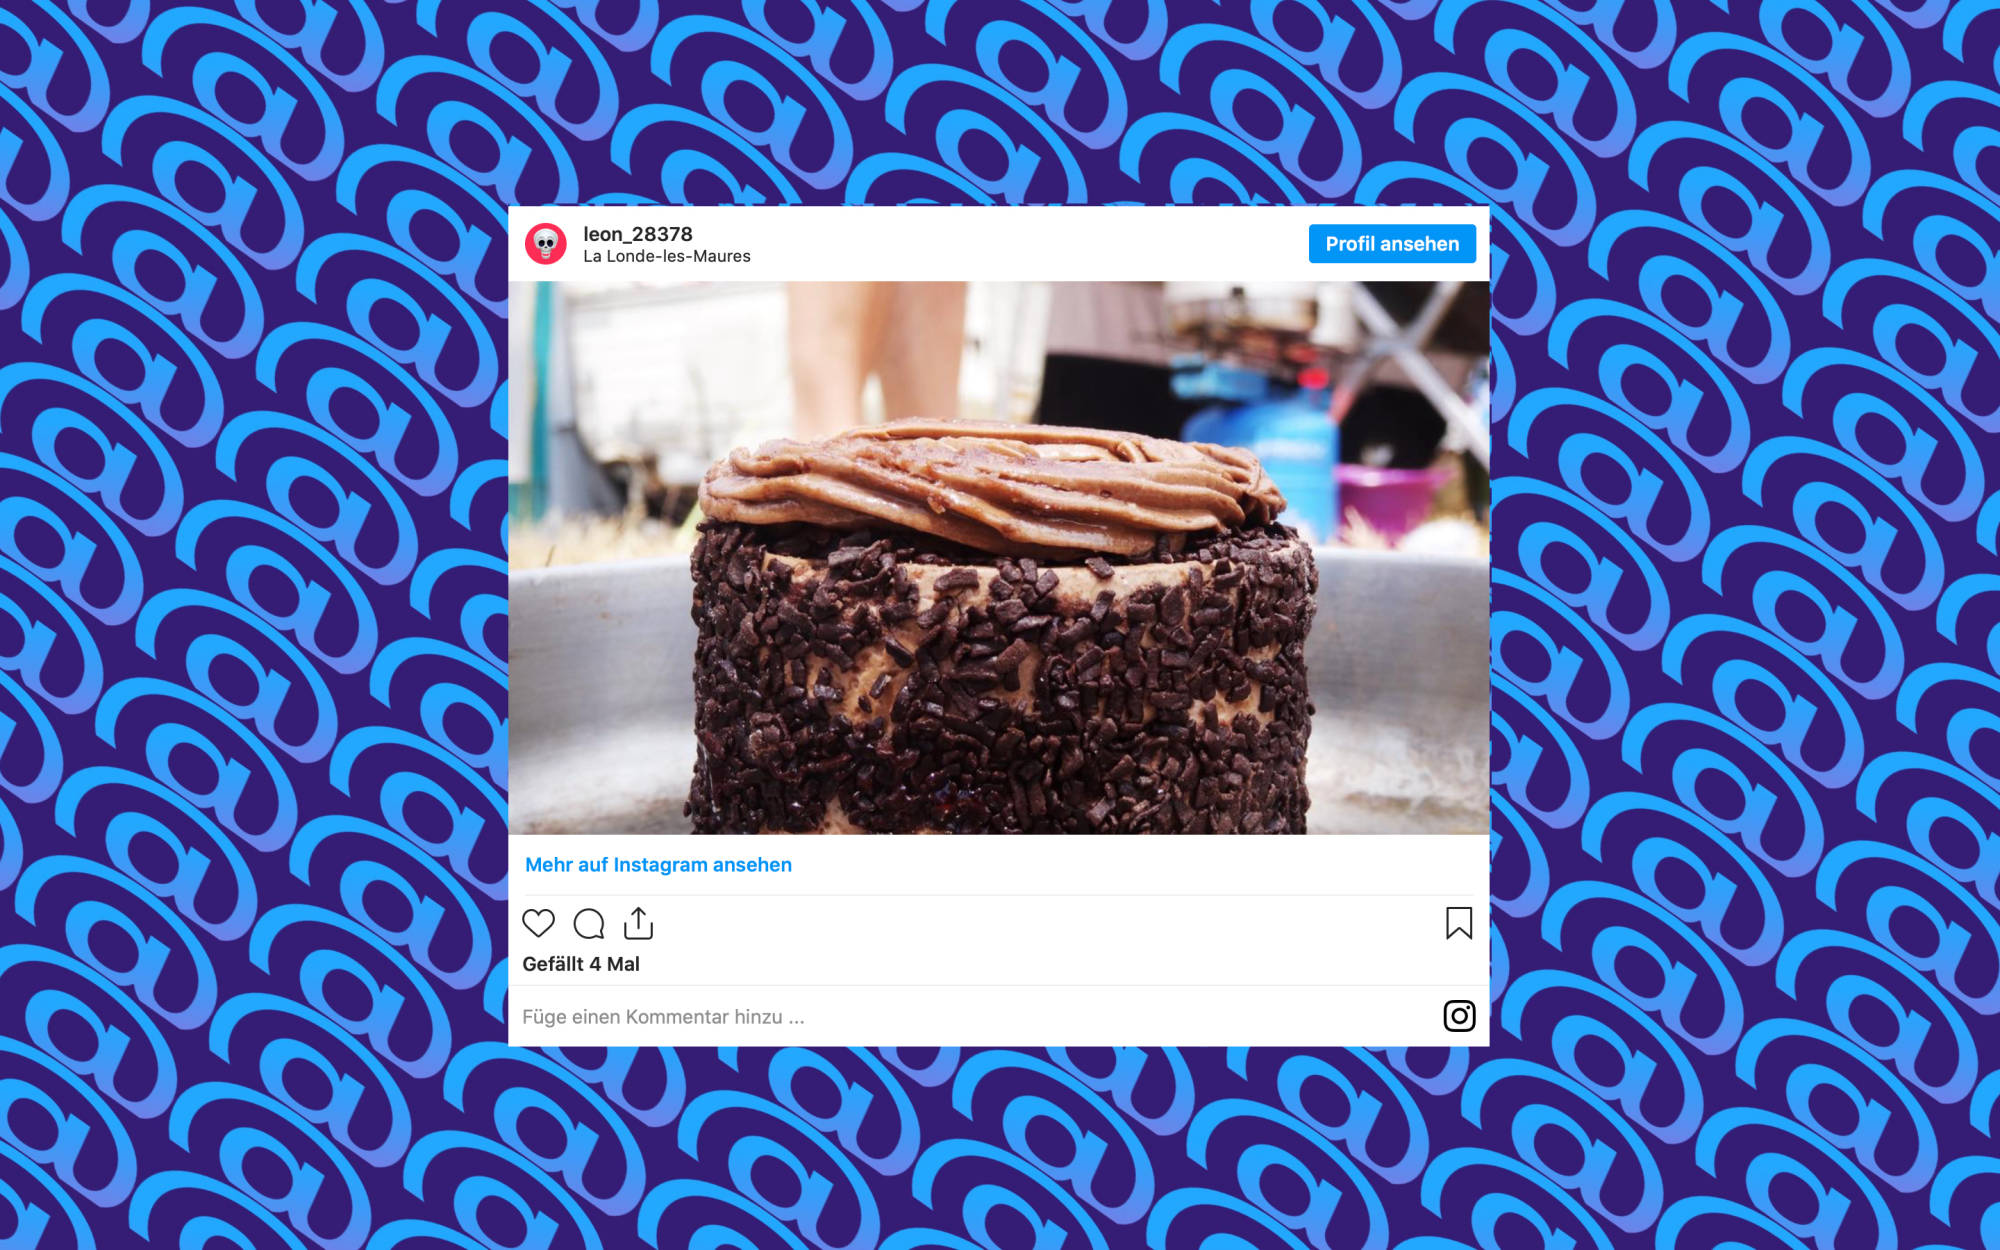 leon_28378
La Londe-les-Maures
Profil ansehen
Mehr auf Instagram ansehen
Gefällt 4 Mal
Füge einen Kommentar hinzu ...